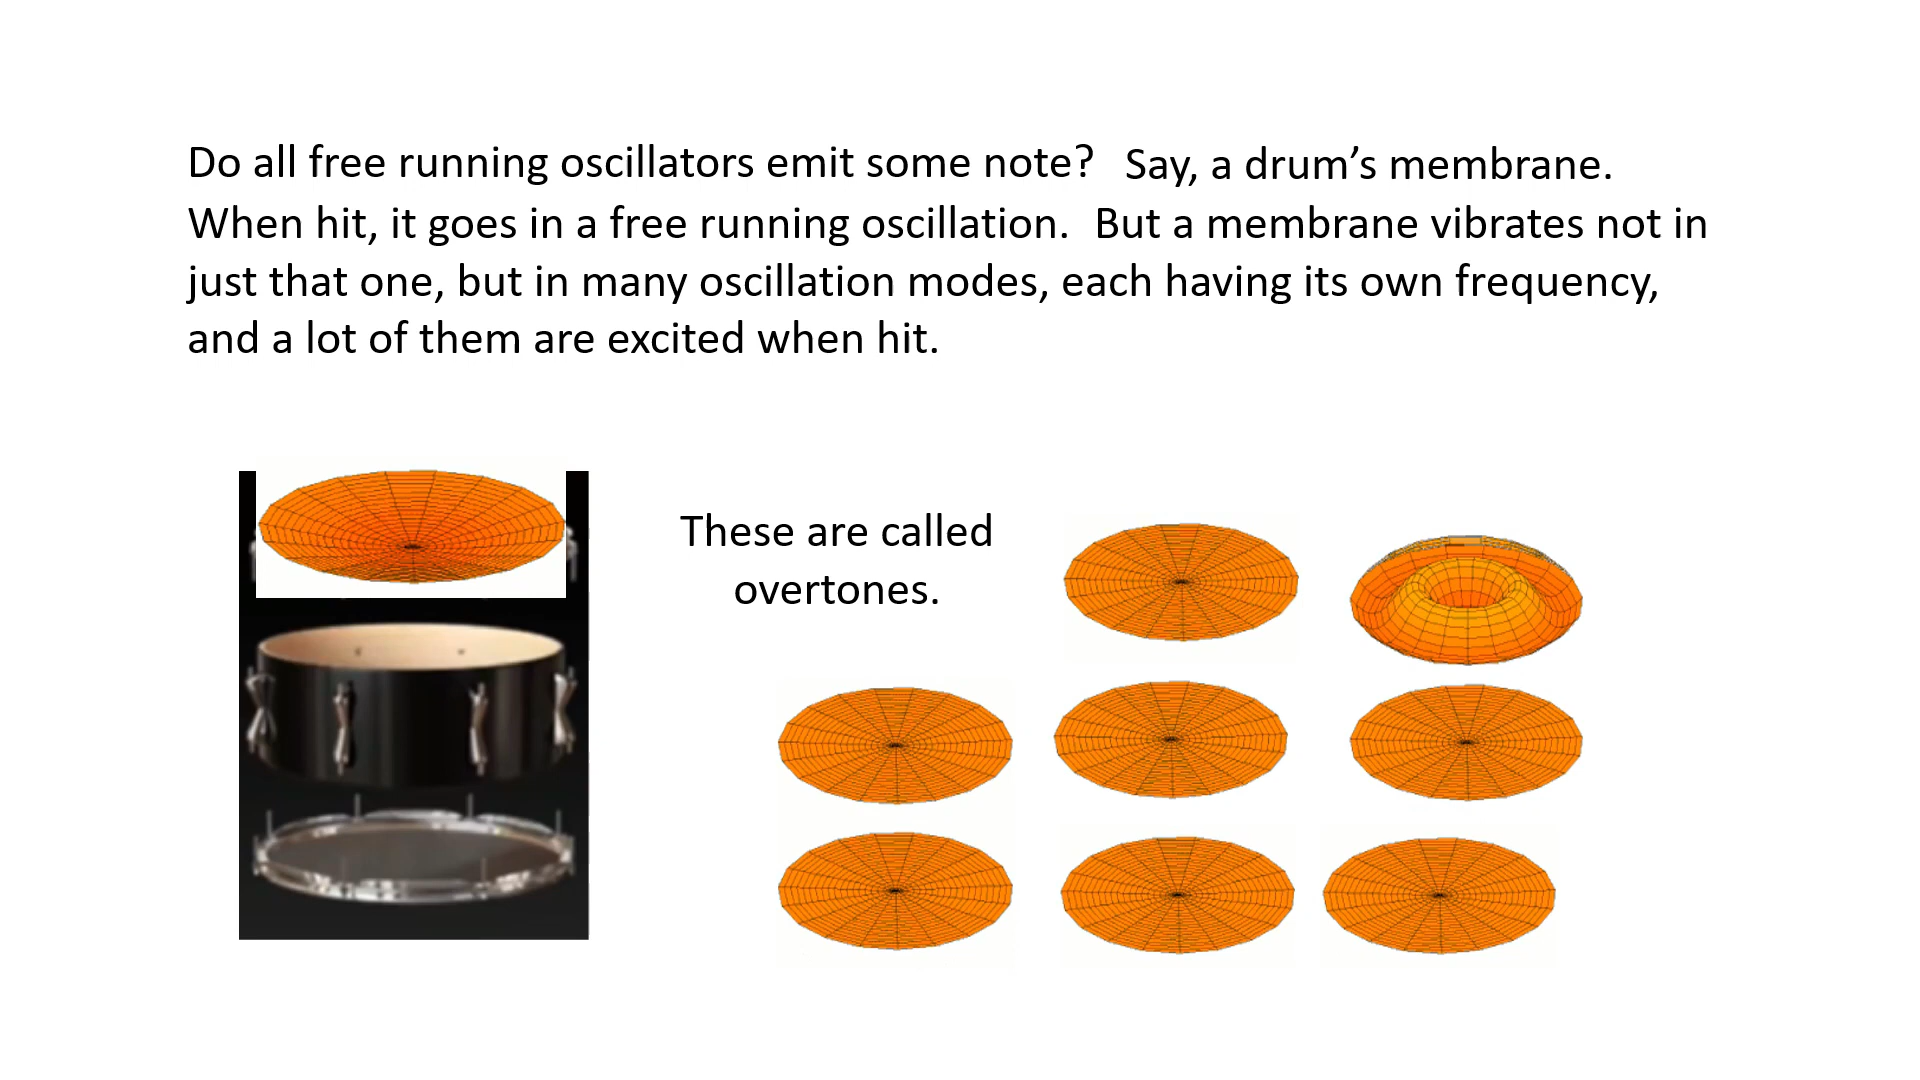 Do all free running oscillators emit some note? Say, a drum’s membrane.
When hit, it goes in a free running oscillation. But a membrane vibrates not in
just that one, but in many oscillation modes, each having its own frequency,
and a lot of them are excited when hit.
These are called
overtones.